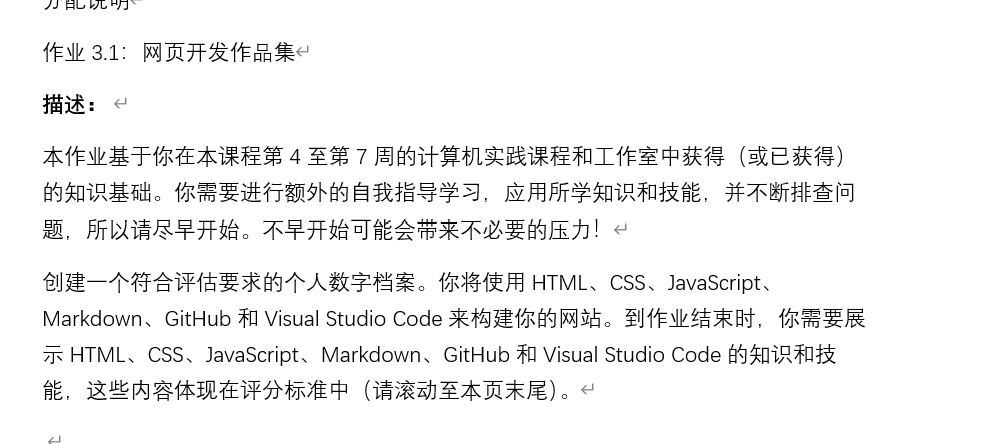 分配说明
作业 3.1：网页开发作品集
描述：
本作业基于你在本课程第 4 至第 7 周的计算机实践课程和工作室中获得（或已获得）
的知识基础。你需要进行额外的自我指导学习，应用所学知识和技能，并不断排查问
题，所以请尽早开始。不早开始可能会带来不必要的压力！
创建一个符合评估要求的个人数字档案。你将使用 HTML、CSS、JavaScript、
Markdown、GitHub 和 Visual Studio Code 来构建你的网站。到作业结束时，你需要展
示 HTML、CSS、JavaScript、Markdown、GitHub 和 Visual Studio Code 的知识和技
能，这些内容体现在评分标准中（请滚动至本页末尾）。